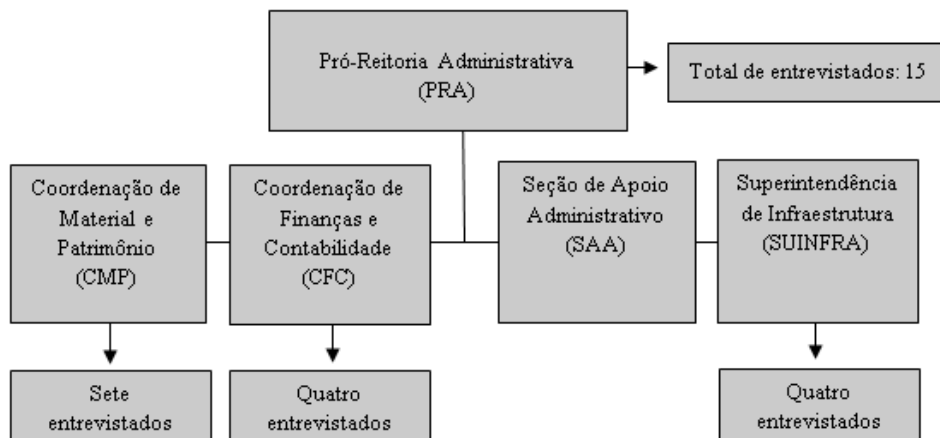 Pró-Reitoria Administrativa
(PRA)
Total de entrevistados: 15
Coordenação de
Material e
Patrimônio
(CMP)
Coordenação de
Finanças e
Contabilidade
(CFC)
Seção de Apoio
Administrativo
(SAA)
Superintendência
de Infraestrutura
(SUINFRA)
Sete
entrevistados
Quatro
entrevistados
Quatro
entrevistados